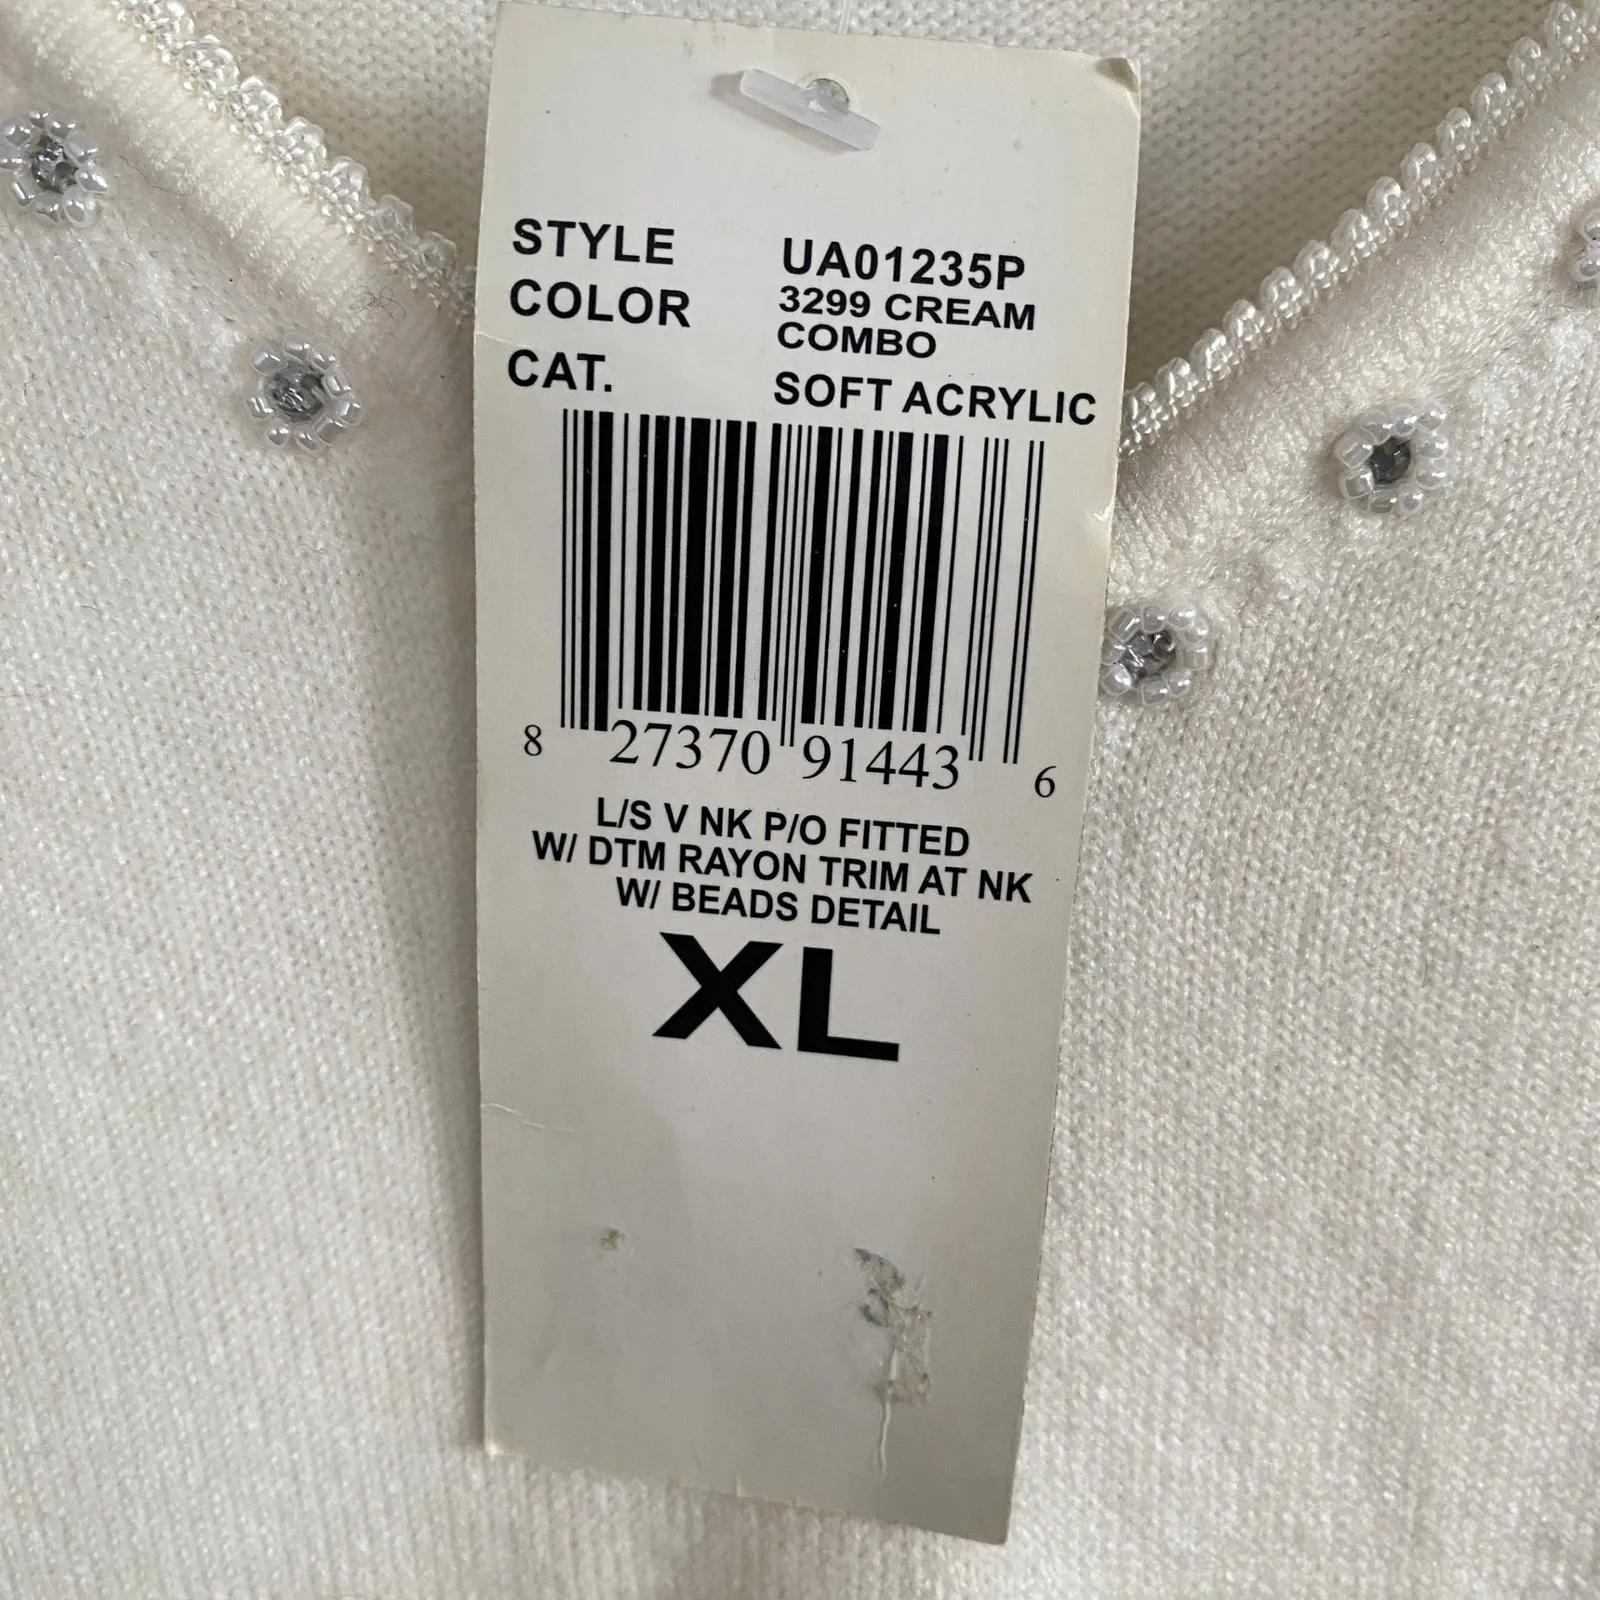 STYLE UA01235P
COLOR 3299 CREAM
COMBO
CAT. SOFT ACRYLIC
8 27370 91443 6
L/S V NK P/O FITTED
W/ DTM RAYON TRIM AT NK
W/ BEADS DETAIL
XL